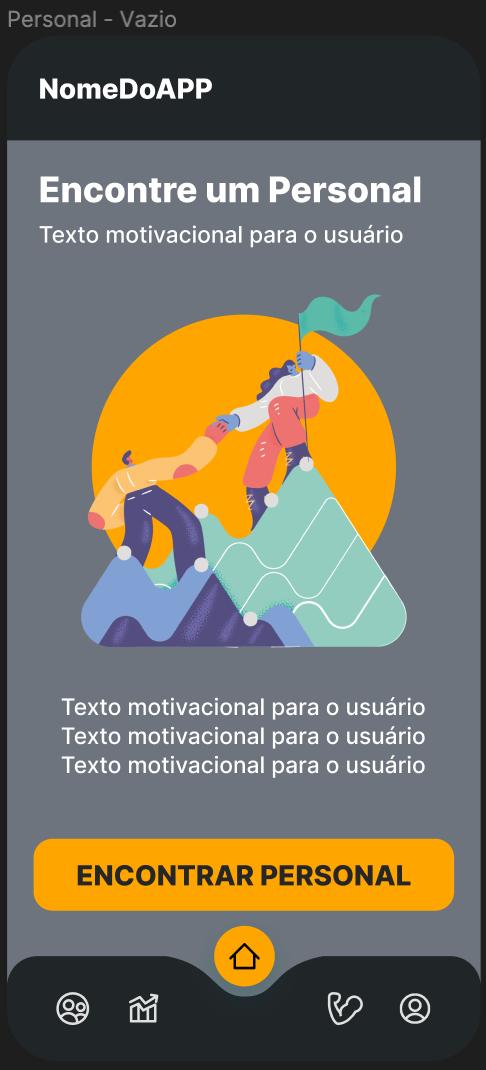 Personal - Vazio
NomeDoAPP
Encontre um Personal
Texto motivacional para o usuário
Texto motivacional para o usuário
Texto motivacional para o usuário
Texto motivacional para o usuário
ENCONTRAR PERSONAL